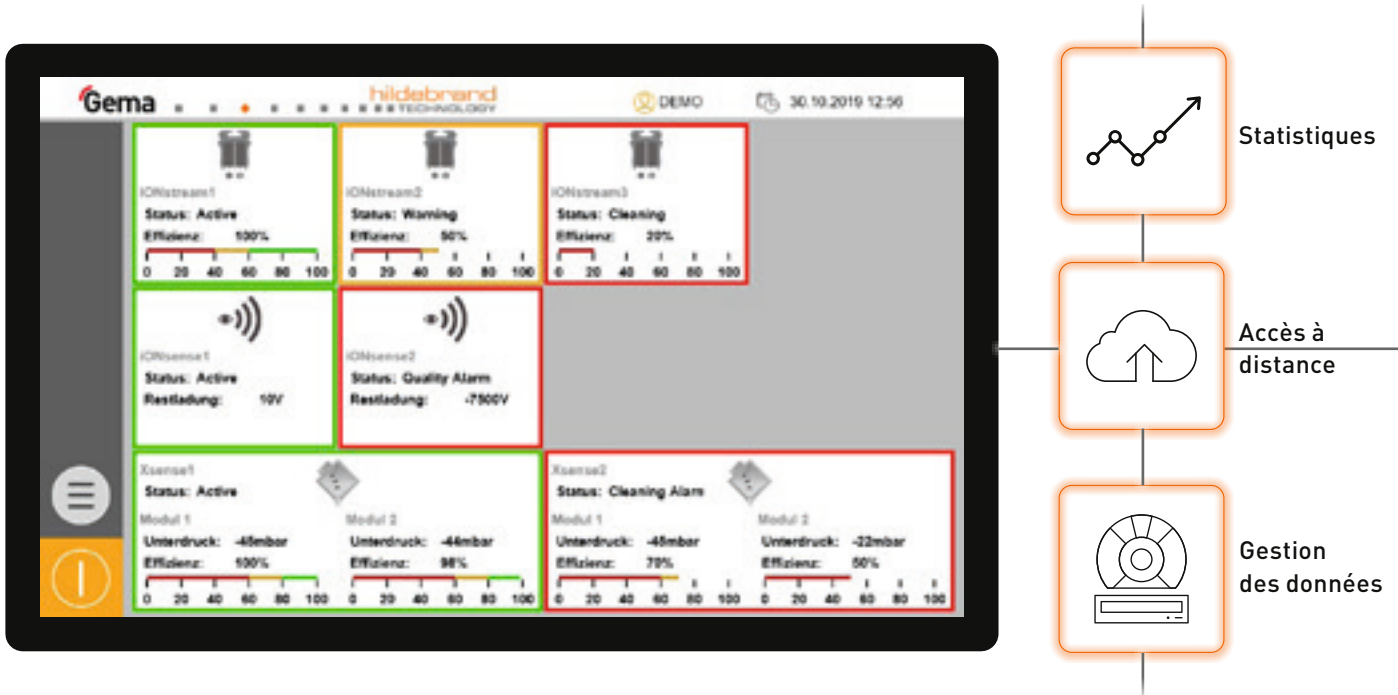 Gema
hildebrand
TECHNOLOGY
DEMO
30.10.2019 12:56
iONstream1
Status: Active
Effizienz: 100%
0 20 40 60 80 100
iONstream2
Status: Warning
Effizienz: 50%
0 20 40 60 80 100
iONstream3
Status: Cleaning
Effizienz: 20%
0 20 40 60 80 100
iONsense1
Status: Active
Restladung: 10V
iONsense2
Status: Quality Alarm
Restladung: -7500V
Xsense1
Status: Active
Modul 1
Unterdruck: -45mbar
Effizienz: 100%
0 20 40 60 80 100
Modul 2
Unterdruck: -44mbar
Effizienz: 98%
0 20 40 60 80 100
Xsense2
Status: Cleaning Alarm
Modul 1
Unterdruck: -45mbar
Effizienz: 70%
0 20 40 60 80 100
Modul 2
Unterdruck: -22mbar
Effizienz: 50%
0 20 40 60 80 100
Statistiques
Accès à
distance
Gestion
des données